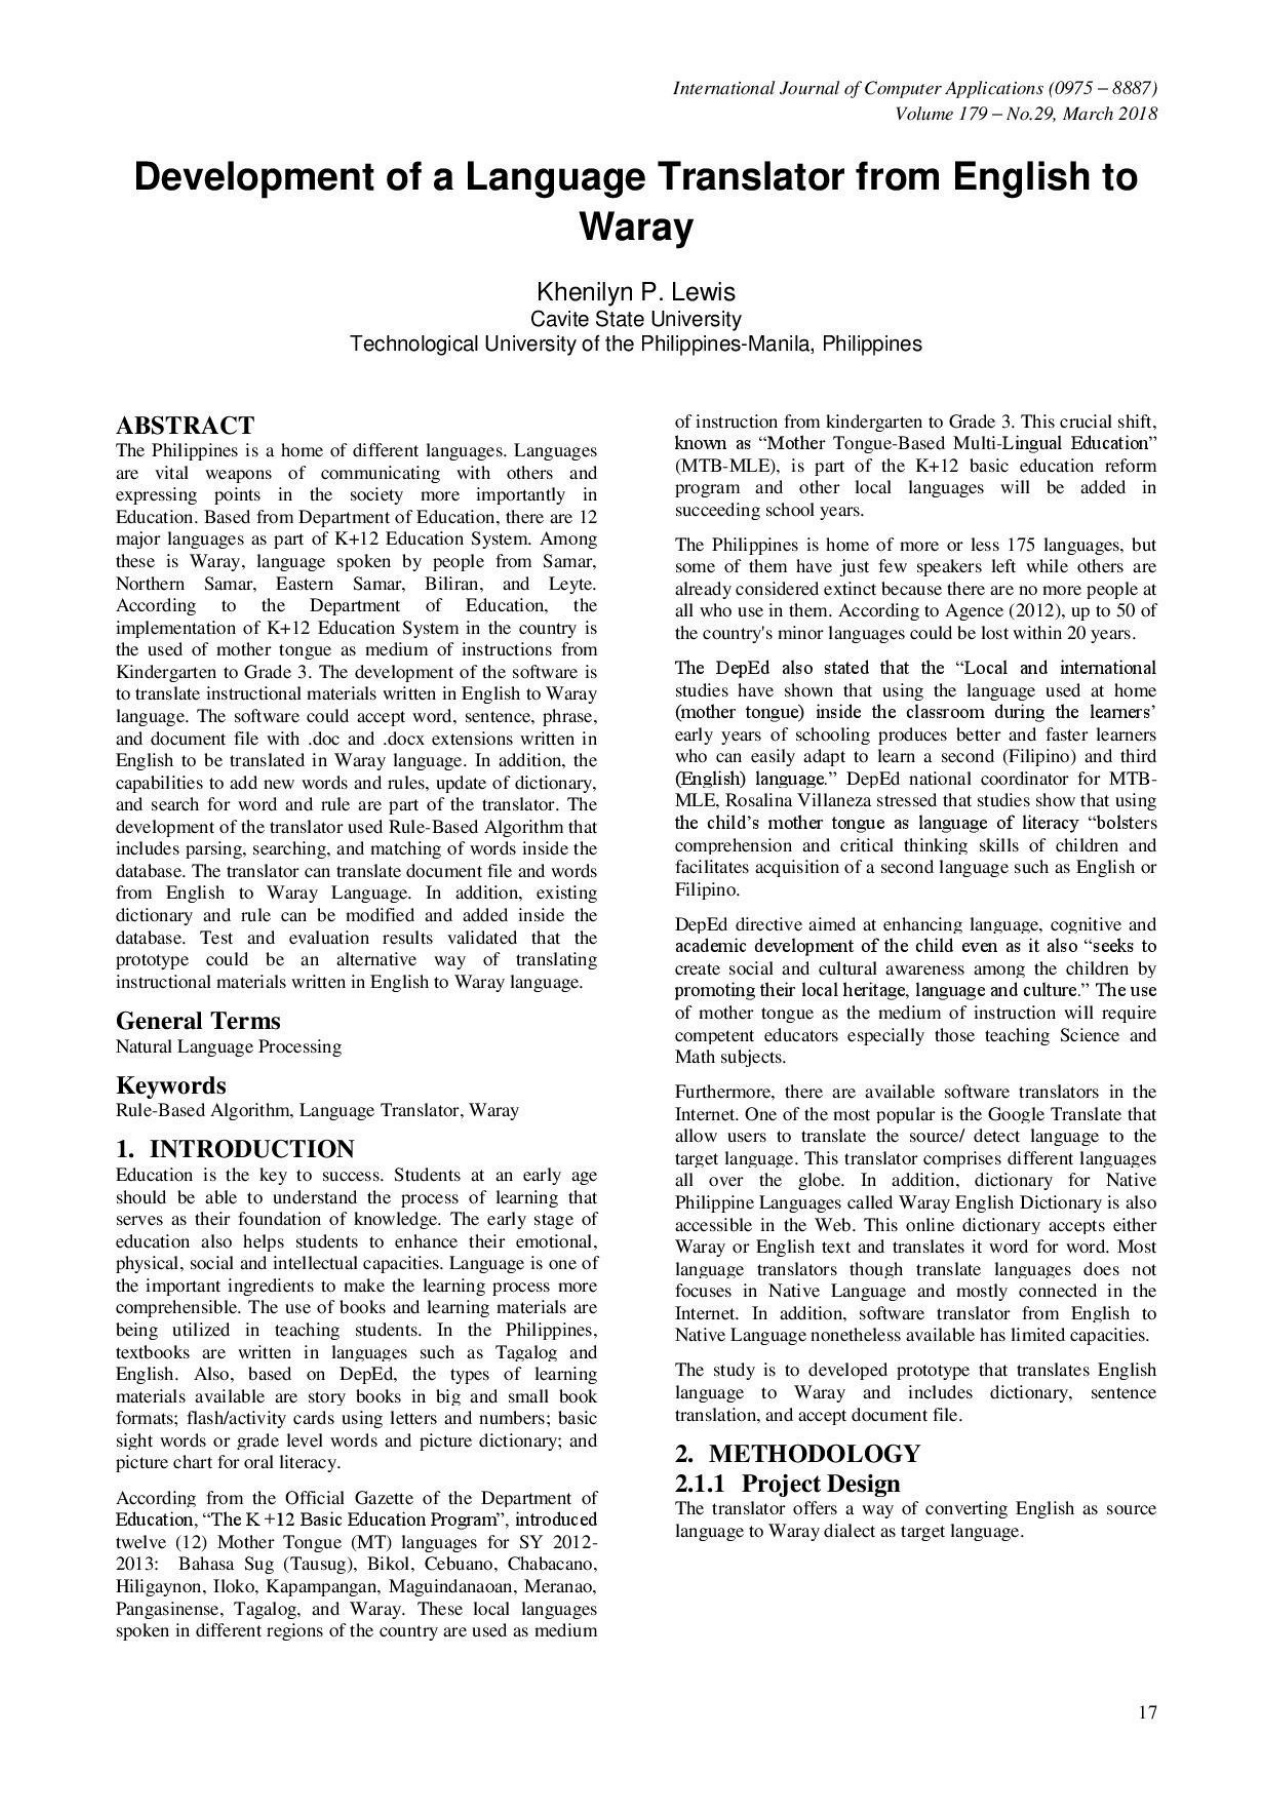 International Journal of Computer Applications (0975 – 8887)
Volume 179 – No.29, March 2018
Development of a Language Translator from English to
Waray
Khenilyn P. Lewis
Cavite State University
Technological University of the Philippines-Manila, Philippines
ABSTRACT
The Philippines is a home of different languages. Languages
are vital weapons of communicating with others and
expressing points in the society more importantly in
Education. Based from Department of Education, there are 12
major languages as part of K+12 Education System. Among
these is Waray, language spoken by people from Samar,
Northern Samar, Eastern Samar, Biliran, and Leyte.
According to the Department of Education, the
implementation of K+12 Education System in the country is
the used of mother tongue as medium of instructions from
Kindergarten to Grade 3. The development of the software is
to translate instructional materials written in English to Waray
language. The software could accept word, sentence, phrase,
and document file with .doc and .docx extensions written in
English to be translated in Waray language. In addition, the
capabilities to add new words and rules, update of dictionary,
and search for word and rule are part of the translator. The
development of the translator used Rule-Based Algorithm that
includes parsing, searching, and matching of words inside the
database. The translator can translate document file and words
from English to Waray Language. In addition, existing
dictionary and rule can be modified and added inside the
database. Test and evaluation results validated that the
prototype could be an alternative way of translating
instructional materials written in English to Waray language.
General Terms
Natural Language Processing
Keywords
Rule-Based Algorithm, Language Translator, Waray
1. INTRODUCTION
Education is the key to success. Students at an early age
should be able to understand the process of learning that
serves as their foundation of knowledge. The early stage of
education also helps students to enhance their emotional,
physical, social and intellectual capacities. Language is one of
the important ingredients to make the learning process more
comprehensible. The use of books and learning materials are
being utilized in teaching students. In the Philippines,
textbooks are written in languages such as Tagalog and
English. Also, based on DepEd, the types of learning
materials available are story books in big and small book
formats; flash/activity cards using letters and numbers; basic
sight words or grade level words and picture dictionary; and
picture chart for oral literacy.
According from the Official Gazette of the Department of
Education, “The K +12 Basic Education Program”, introduced
twelve (12) Mother Tongue (MT) languages for SY 2012-
2013: Bahasa Sug (Tausug), Bikol, Cebuano, Chabacano,
Hiligaynon, Iloko, Kapampangan, Maguindanaoan, Meranao,
Pangasinense, Tagalog, and Waray. These local languages
spoken in different regions of the country are used as medium
of instruction from kindergarten to Grade 3. This crucial shift,
known as “Mother Tongue-Based Multi-Lingual Education”
(MTB-MLE), is part of the K+12 basic education reform
program and other local languages will be added in
succeeding school years.
The Philippines is home of more or less 175 languages, but
some of them have just few speakers left while others are
already considered extinct because there are no more people at
all who use in them. According to Agence (2012), up to 50 of
the country's minor languages could be lost within 20 years.
The DepEd also stated that the “Local and international
studies have shown that using the language used at home
(mother tongue) inside the classroom during the learners’
early years of schooling produces better and faster learners
who can easily adapt to learn a second (Filipino) and third
(English) language.” DepEd national coordinator for MTB-
MLE, Rosalina Villaneza stressed that studies show that using
the child’s mother tongue as language of literacy “bolsters
comprehension and critical thinking skills of children and
facilitates acquisition of a second language such as English or
Filipino.
DepEd directive aimed at enhancing language, cognitive and
academic development of the child even as it also “seeks to
create social and cultural awareness among the children by
promoting their local heritage, language and culture.” The use
of mother tongue as the medium of instruction will require
competent educators especially those teaching Science and
Math subjects.
Furthermore, there are available software translators in the
Internet. One of the most popular is the Google Translate that
allow users to translate the source/ detect language to the
target language. This translator comprises different languages
all over the globe. In addition, dictionary for Native
Philippine Languages called Waray English Dictionary is also
accessible in the Web. This online dictionary accepts either
Waray or English text and translates it word for word. Most
language translators though translate languages does not
focuses in Native Language and mostly connected in the
Internet. In addition, software translator from English to
Native Language nonetheless available has limited capacities.
The study is to developed prototype that translates English
language to Waray and includes dictionary, sentence
translation, and accept document file.
2. METHODOLOGY
2.1.1 Project Design
The translator offers a way of converting English as source
language to Waray dialect as target language.
17